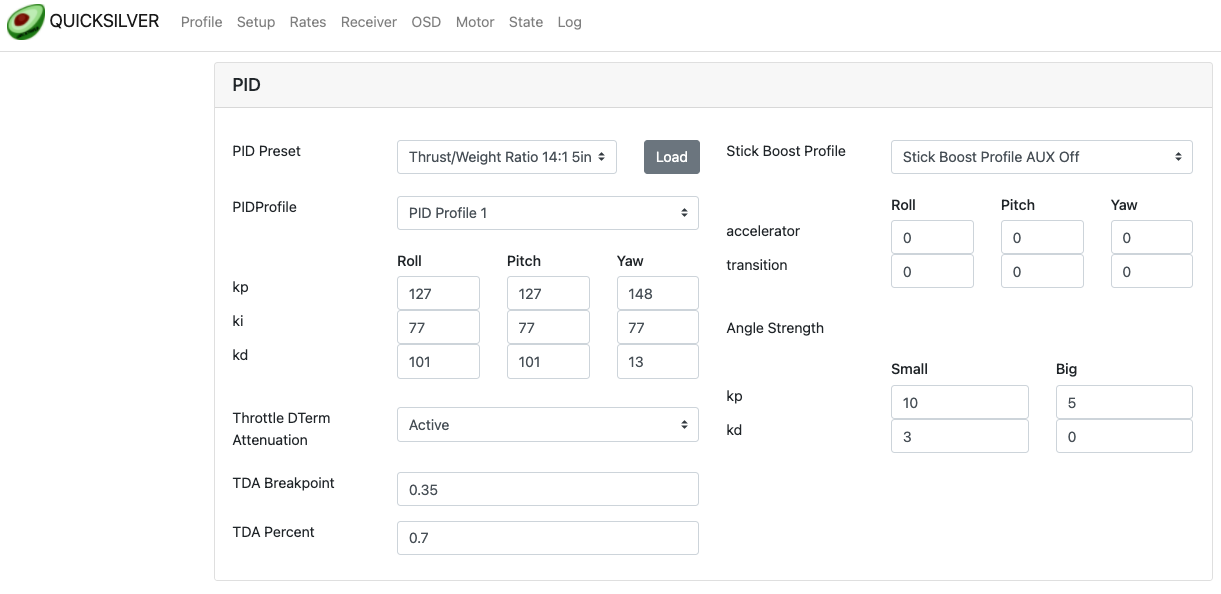 QUICKSILVER Profile Setup Rates Receiver OSD Motor State Log
PID
PID Preset Thrust/Weight Ratio 14:1 5in Load
PIDProfile PID Profile 1
Roll Pitch Yaw
kp 127 127 148
ki 77 77 77
kd 101 101 13
Throttle DTerm
Attenuation
Active
TDA Breakpoint 0.35
TDA Percent 0.7
Stick Boost Profile Stick Boost Profile AUX Off
Roll Pitch Yaw
accelerator 0 0 0
transition 0 0 0
Angle Strength
Small Big
kp 10 5
kd 3 0